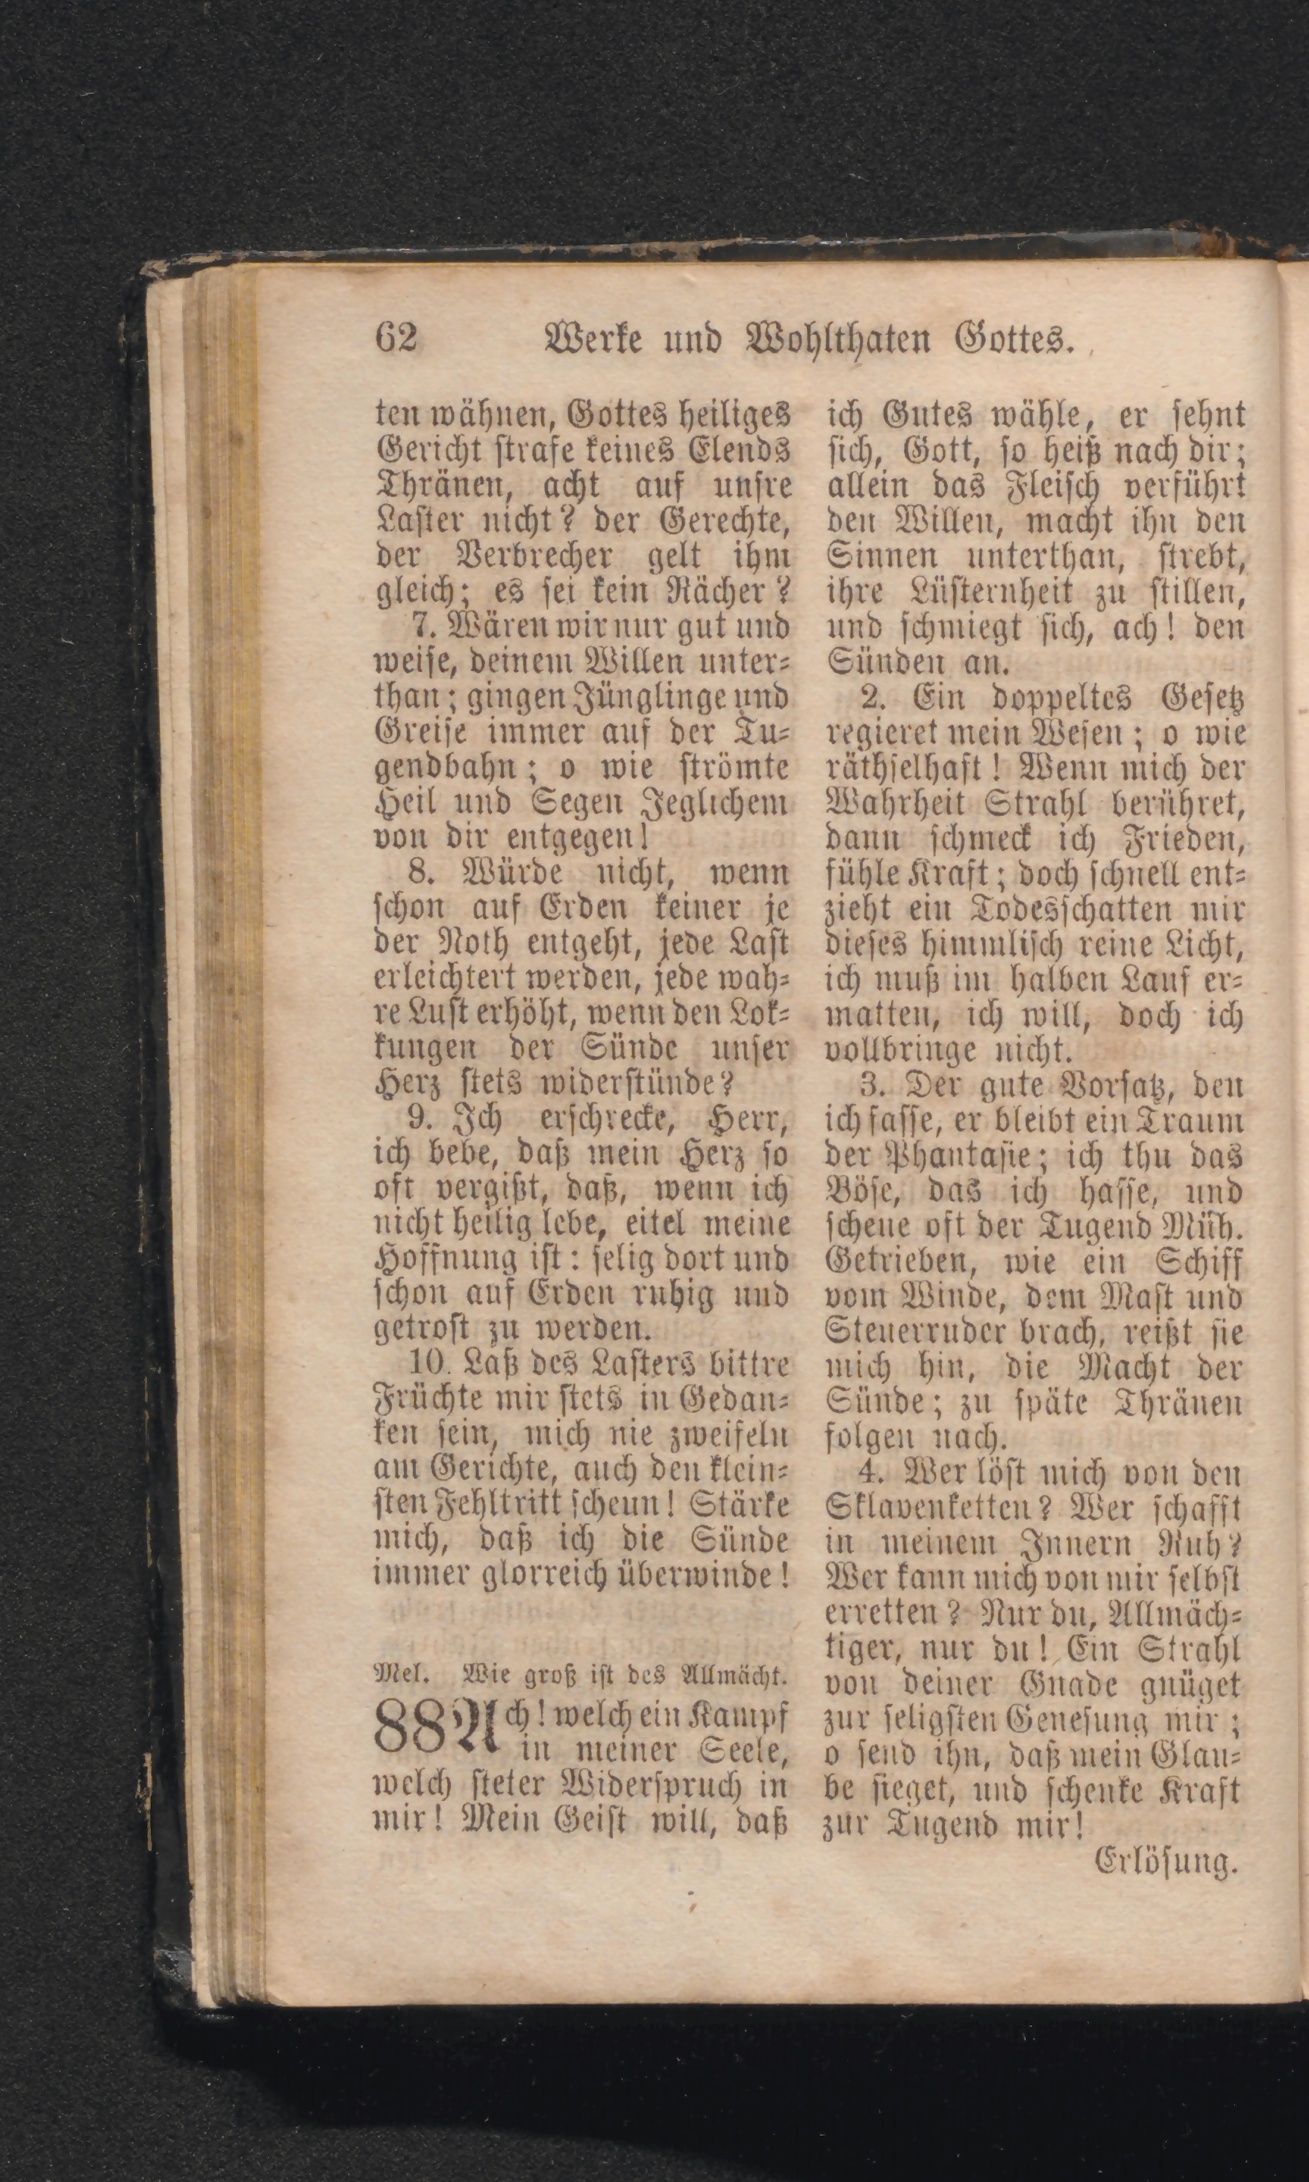 62 Werke und Wohlthaten Gottes.
ten wähnen, Gottes heiliges
Gericht strafe keines Elends
Thränen, acht auf unsre
Laster nicht? der Gerechte,
der Verbrecher gelt ihm
gleich; es sei kein Rächer?
7. Wären wir nur gut und
weise, deinem Willen unter-
than; gingen Jünglinge und
Greise immer auf der Tu-
gendbahn; o wie strömte
Heil und Segen Jeglichem
von dir entgegen!
8. Würde nicht, wenn
schon auf Erden keiner je
der Noth entgeht, jede Last
erleichtert werden, jede wah-
re Lust erhöht, wenn den Lok-
kungen der Sünde unser
Herz stets widerstünde?
9. Ich erschrecke, Herr,
ich bebe, daß mein Herz so
oft vergißt, daß, wenn ich
nicht heilig lebe, eitel meine
Hoffnung ist: selig dort und
schon auf Erden ruhig und
getrost zu werden.
10. Laß des Lasters bittre
Früchte mir stets in Gedan-
ken sein, mich nie zweifeln
am Gerichte, auch den klein-
sten Fehltritt scheun! Stärke
mich, daß ich die Sünde
immer glorreich überwinde!
Mel. Wie groß ist des Allmächt.
88 Ach! welch ein Kampf
in meiner Seele,
welch steter Widerspruch in
mir! Mein Geist will, daß
ich Gutes wähle, er sehnt
sich, Gott, so heiß nach dir;
allein das Fleisch verführt
den Willen, macht ihn den
Sinnen unterthan, strebt,
ihre Lüsternheit zu stillen,
und schmiegt sich, ach! den
Sünden an.
2. Ein doppeltes Gesetz
regieret mein Wesen; o wie
räthselhaft! Wenn mich der
Wahrheit Strahl berühret,
dann schmeck ich Frieden,
fühle Kraft; doch schnell ent-
zieht ein Todesschatten mir
dieses himmlisch reine Licht,
ich muß im halben Lauf er-
matten, ich will, doch ich
vollbringe nicht.
3. Der gute Vorsatz, den
ich fasse, er bleibt ein Traum
der Phantasie; ich thu das
Böse, das ich hasse, und
scheue oft der Tugend Müh.
Getrieben, wie ein Schiff
vom Winde, dem Mast und
Steuerruder brach, reißt sie
mich hin, die Macht der
Sünde; zu späte Thränen
folgen nach.
4. Wer löst mich von den
Sklavenketten? Wer schafft
in meinem Innern Ruh?
Wer kann mich von mir selbst
erretten? Nur du, Allmäch-
tiger, nur du! Ein Strahl
von deiner Gnade gnüget
zur seligsten Genesung mir;
o send ihn, daß mein Glau-
be sieget, und schenke Kraft
zur Tugend mir!
Erlösung.